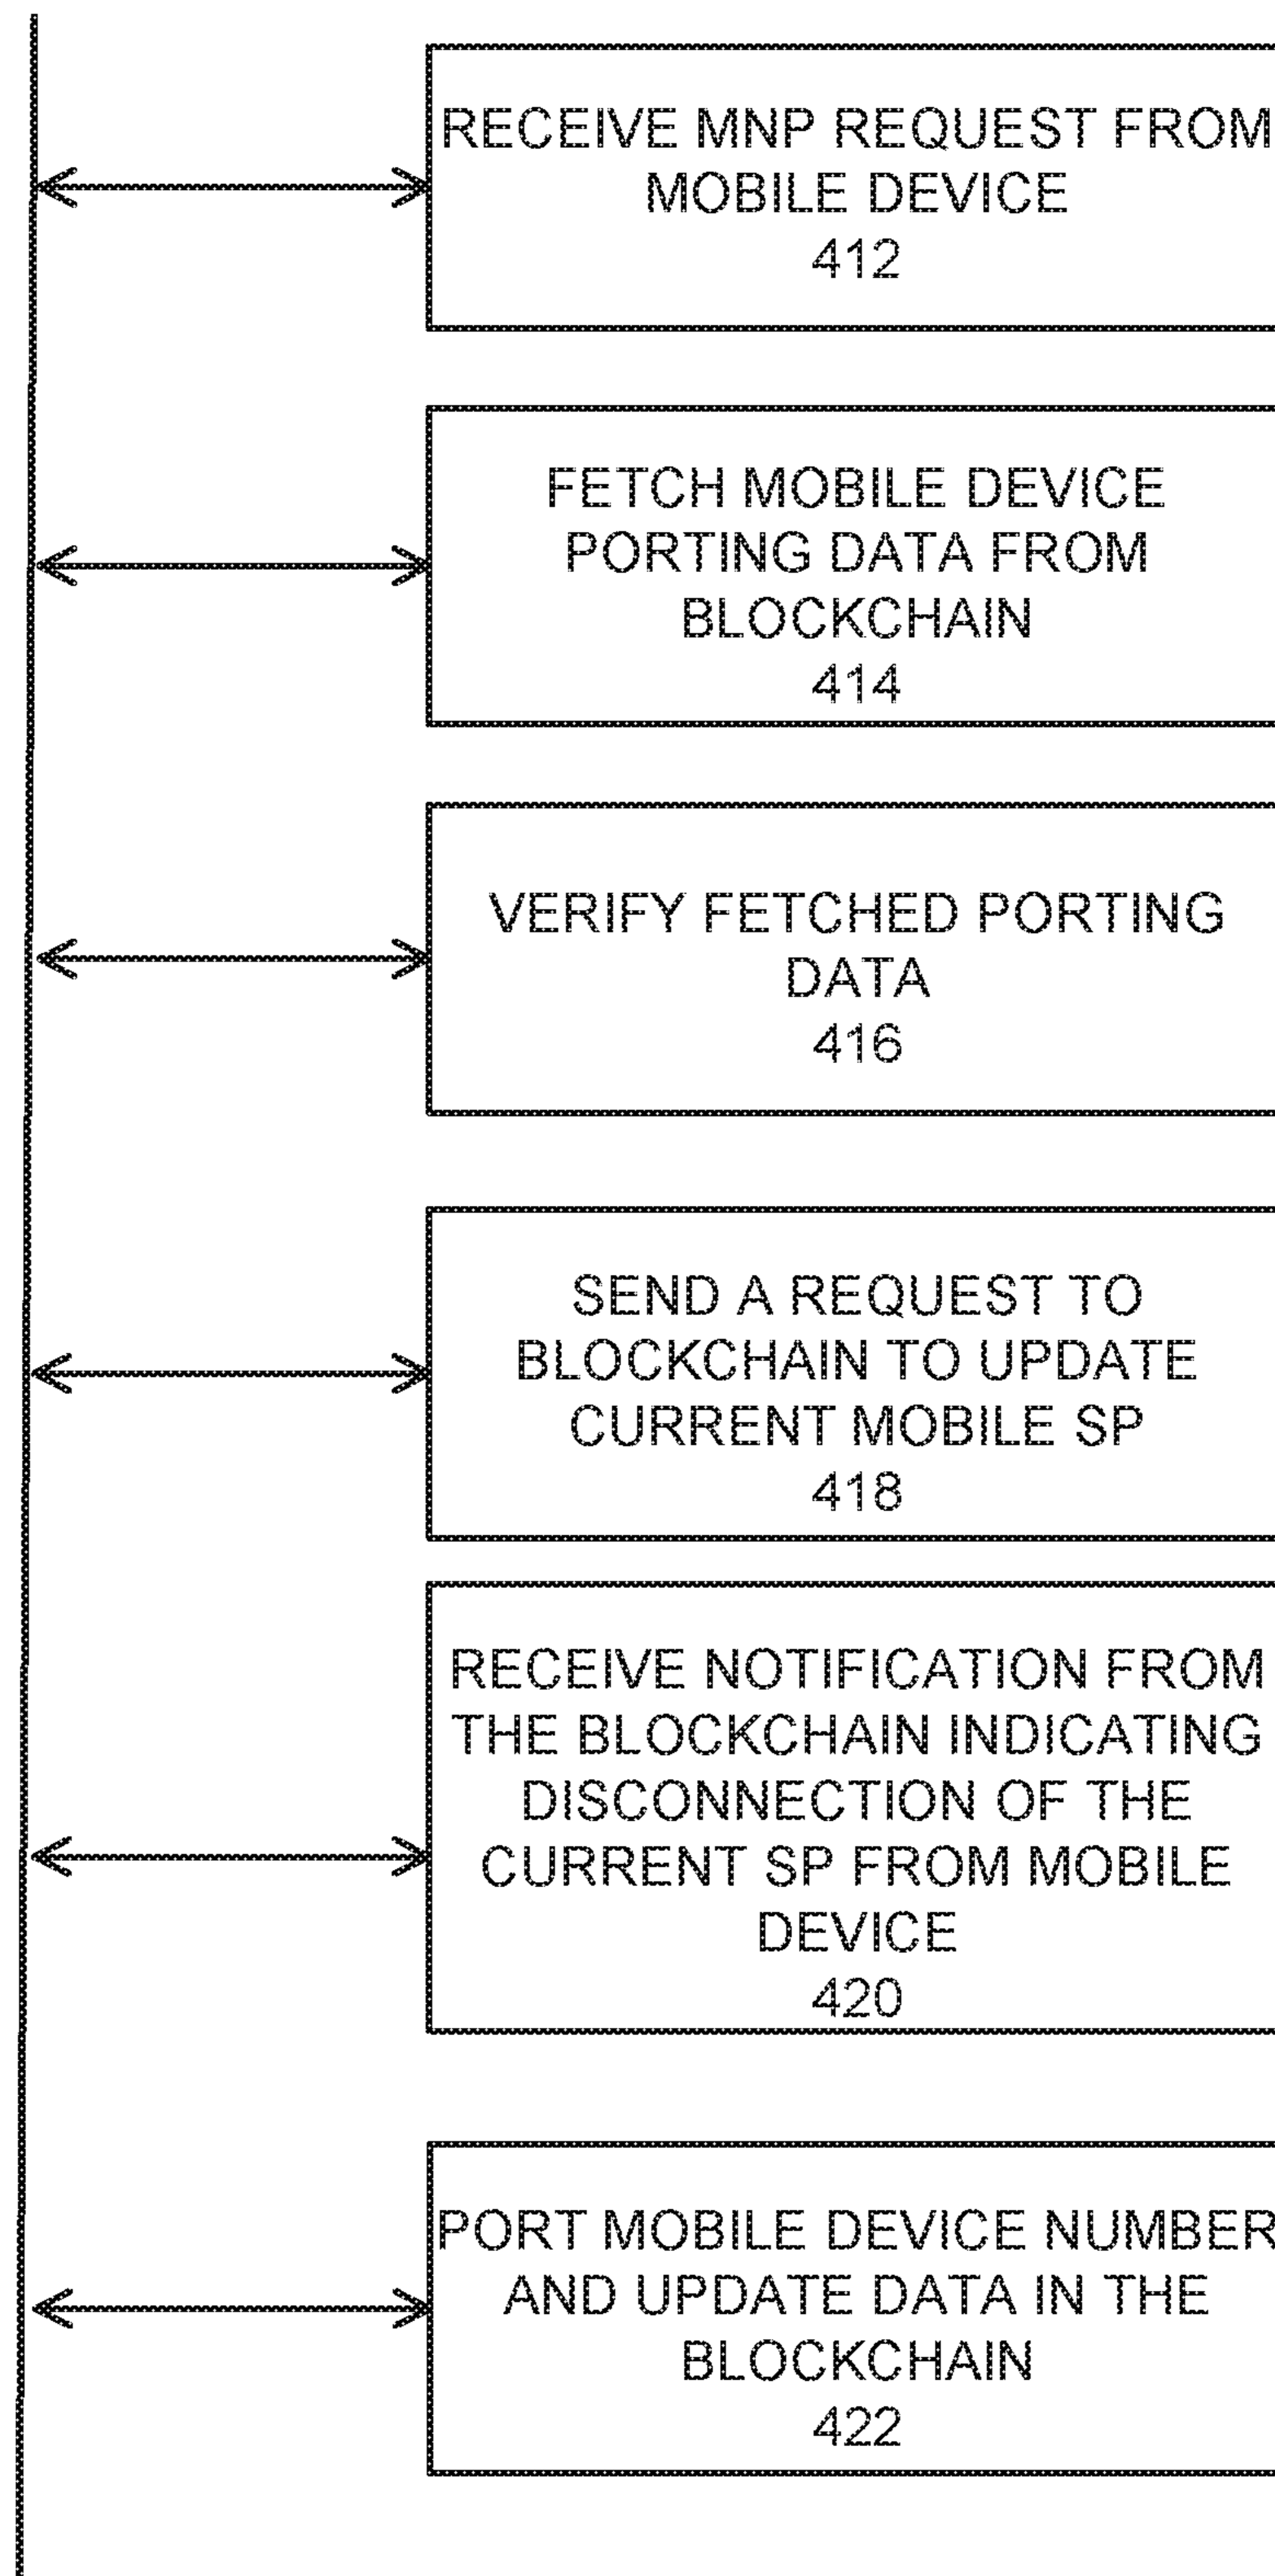 RECEIVE MNP REQUEST FROM
MOBILE DEVICE
412
FETCH MOBILE DEVICE
PORTING DATA FROM
BLOCKCHAIN
414
VERIFY FETCHED PORTING
DATA
416
SEND A REQUEST TO
BLOCKCHAIN TO UPDATE
CURRENT MOBILE SP
418
RECEIVE NOTIFICATION FROM
THE BLOCKCHAIN INDICATING
DISCONNECTION OF THE
CURRENT SP FROM MOBILE
DEVICE
420
PORT MOBILE DEVICE NUMBER
AND UPDATE DATA IN THE
BLOCKCHAIN
422